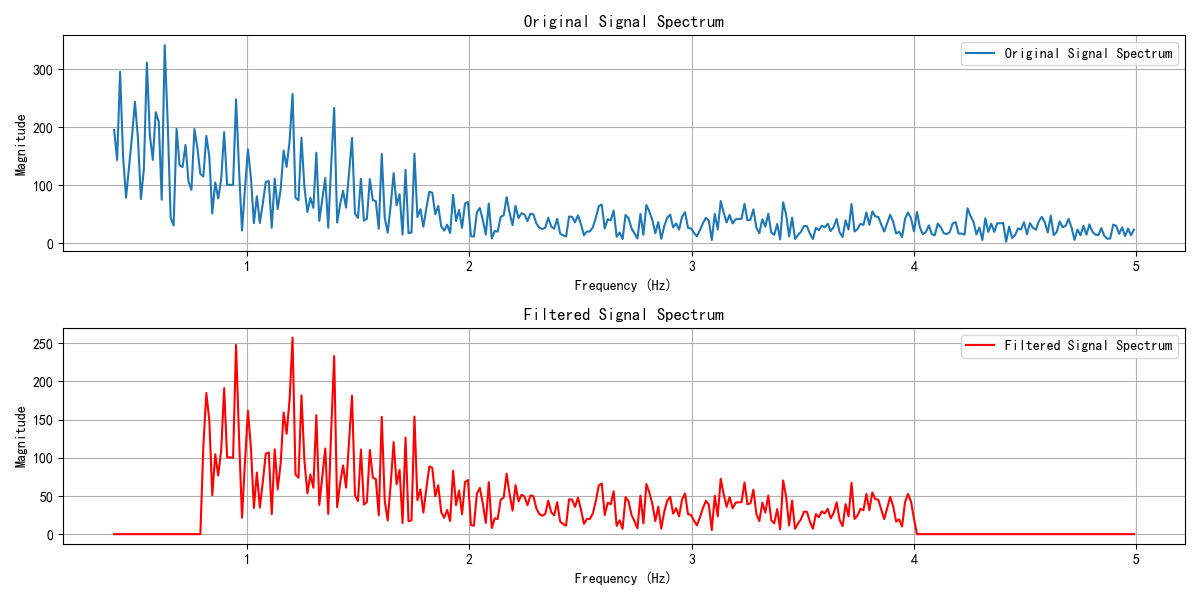 Original Signal Spectrum
Original Signal Spectrum
300
200
100
0
Magnitude
1 2 3 4 5
Frequency (Hz)
Filtered Signal Spectrum
Filtered Signal Spectrum
250
200
150
100
50
0
Magnitude
1 2 3 4 5
Frequency (Hz)